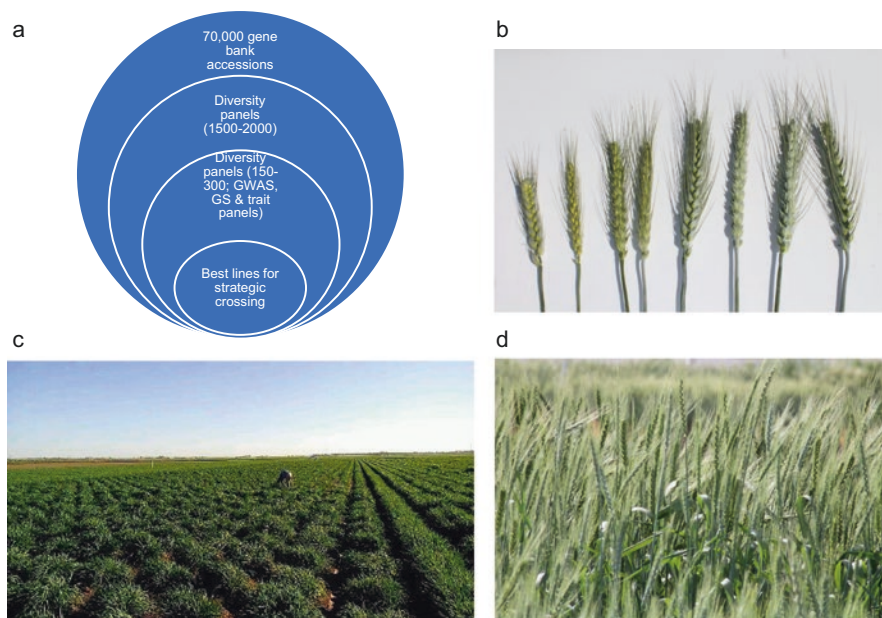 a
70,000 gene
bank
accessions
Diversity
panels
(1500-2000)
Diversity
panels (150-
300; GWAS,
GS & trait
panels)
Best lines for
strategic
crossing
b
c
d